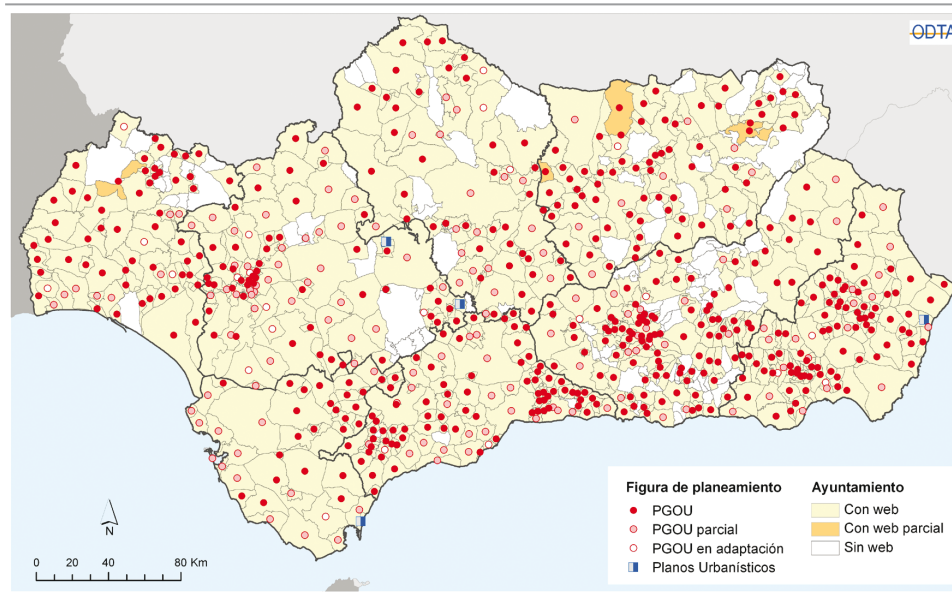 ODTA
Figura de planeamiento
PGOU
PGOU parcial
PGOU en adaptación
Planos Urbanísticos
Ayuntamiento
Con web
Con web parcial
Sin web
N
0 20 40 80 Km